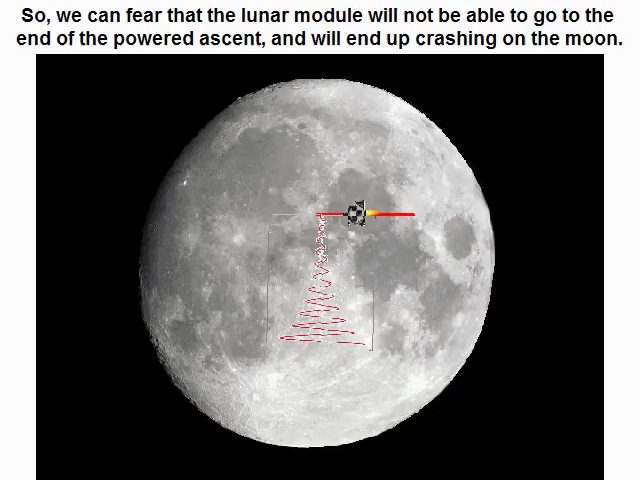 So, we can fear that the lunar module will not be able to go to the
end of the powered ascent, and will end up crashing on the moon.